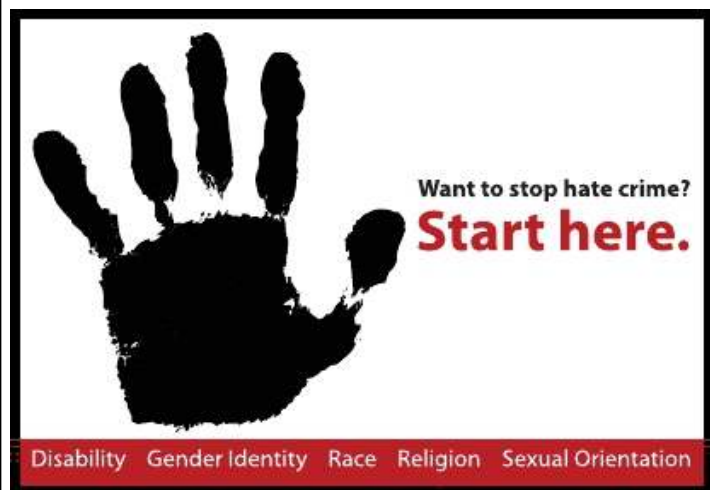 Want to stop hate crime?
Start here.
Disability Gender Identity Race Religion Sexual Orientation